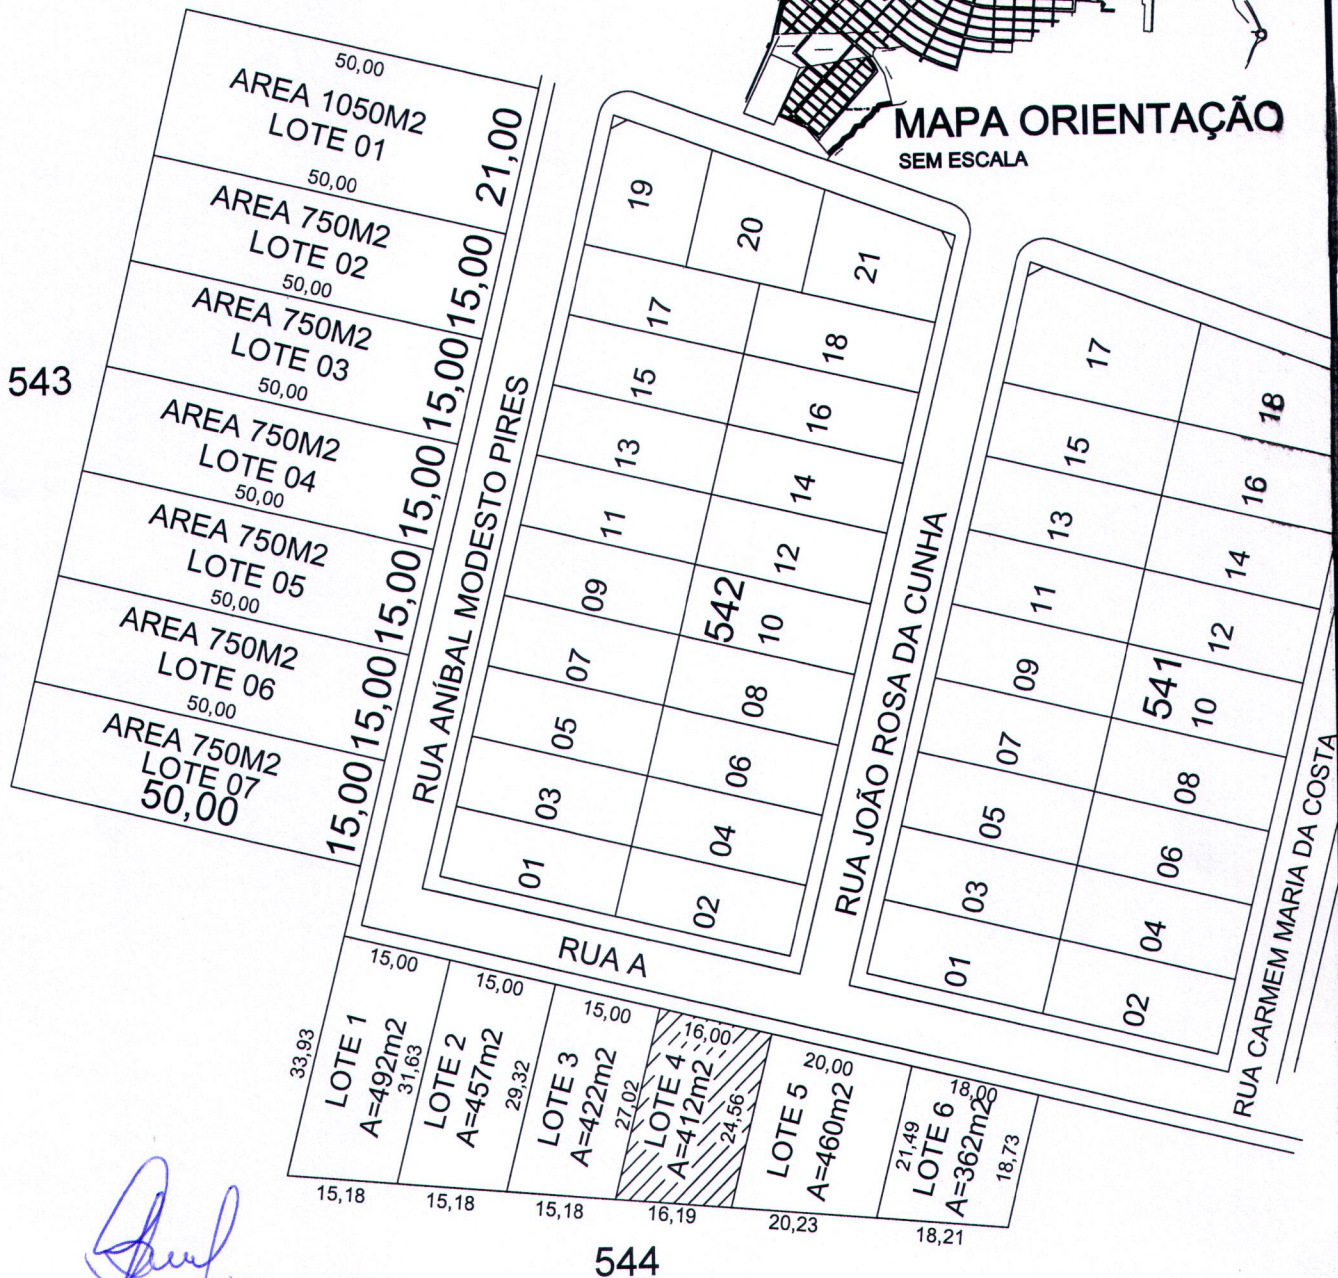 MAPA ORIENTAÇÃO
SEM ESCALA
543
50,00
AREA 1050M2
LOTE 01
21,00
50,00
AREA 750M2
LOTE 02
15,00
50,00
AREA 750M2
LOTE 03
15,00
50,00
AREA 750M2
LOTE 04
15,00
50,00
AREA 750M2
LOTE 05
15,00
50,00
AREA 750M2
LOTE 06
15,00
50,00
AREA 750M2
LOTE 07
50,00
15,00
RUA ANÍBAL MODESTO PIRES
19
20
21
17
18
15
16
13
14
11
12
09
542
10
07
08
05
06
03
04
01
02
RUA JOÃO ROSA DA CUNHA
17
18
15
16
13
14
11
12
09
541
10
07
08
05
06
03
04
01
02
RUA CARMEM MARIA DA COSTA
RUA A
15,00
33,93
LOTE 1
A=492m2
31,63
15,18
15,00
LOTE 2
A=457m2
29,32
15,18
15,00
LOTE 3
A=422m2
27,02
15,18
16,00
LOTE 4
A=412m2
24,56
16,19
20,00
LOTE 5
A=460m2
21,49
20,23
18,00
LOTE 6
A=362m2
18,73
18,21
544